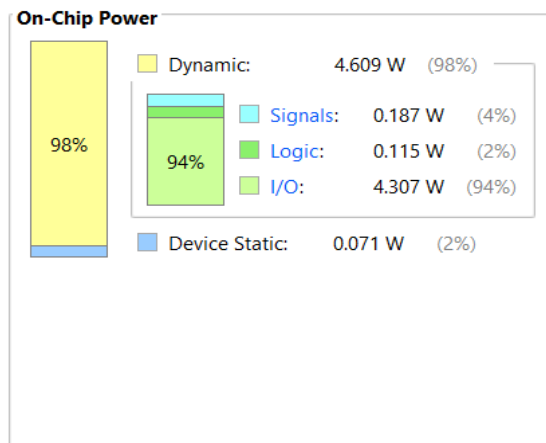 On-Chip Power
Dynamic: 4.609 W (98%)
98%
94%
Signals: 0.187 W (4%)
Logic: 0.115 W (2%)
I/O: 4.307 W (94%)
Device Static: 0.071 W (2%)